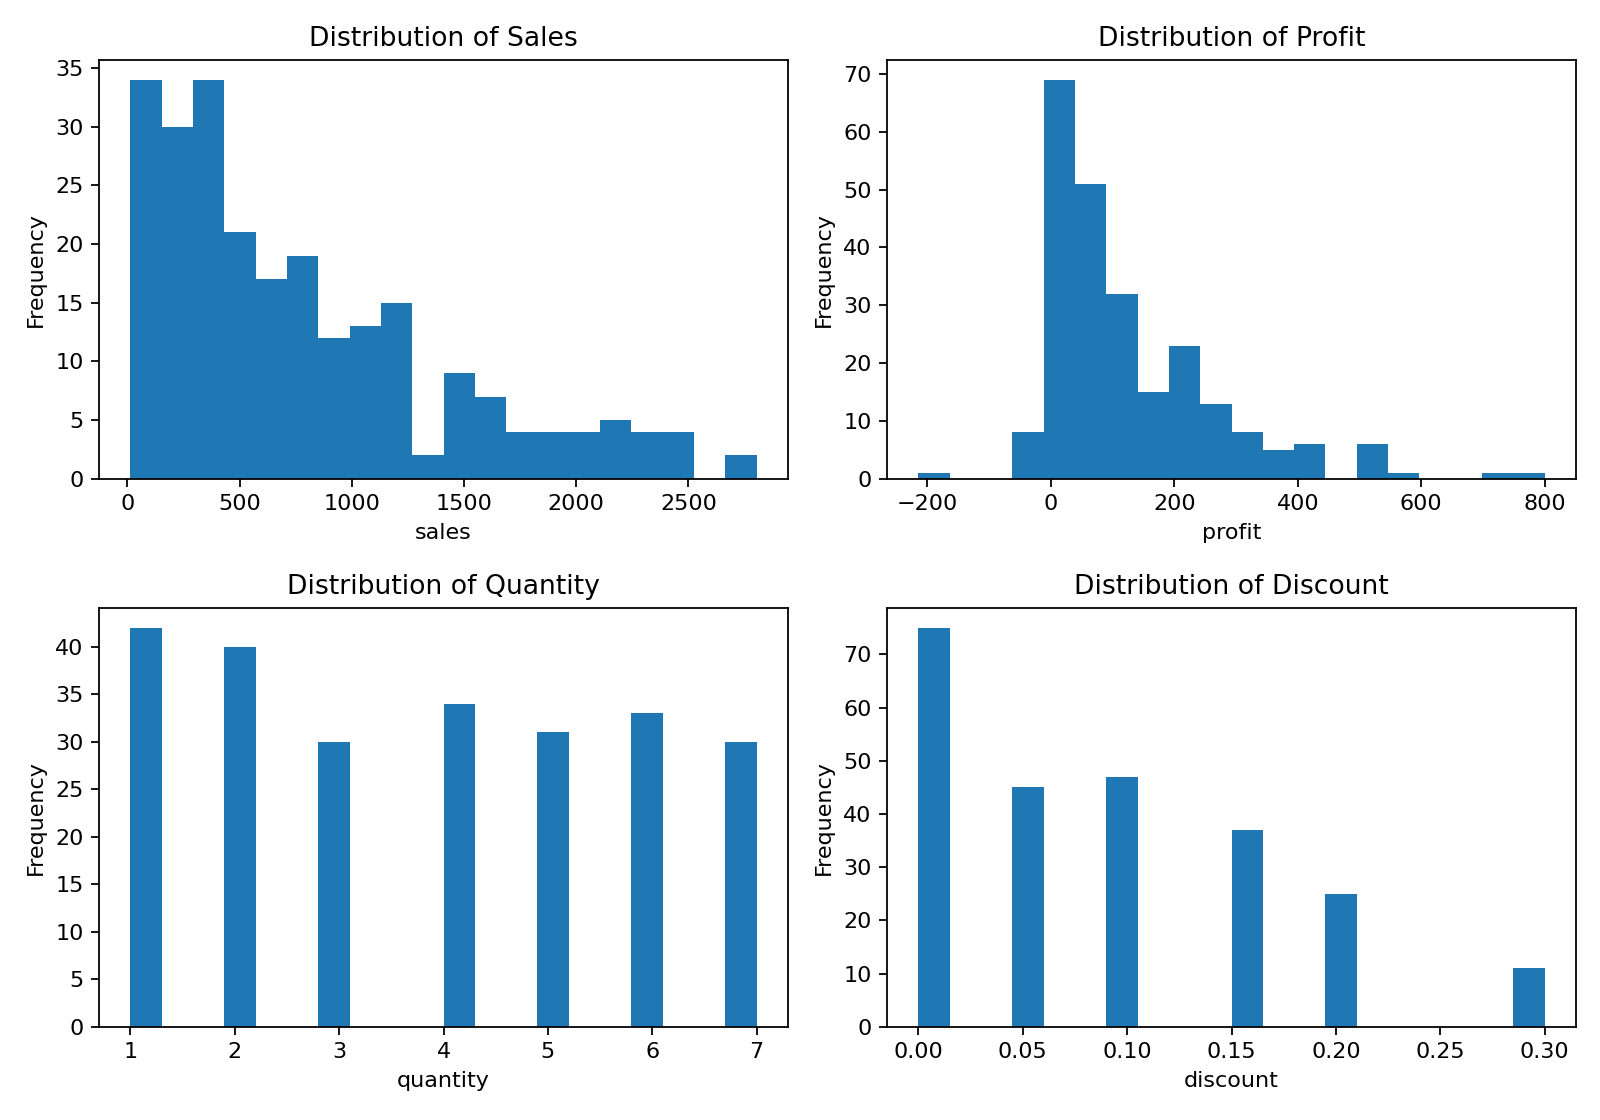 Distribution of Sales
35
30
25
20
15
10
5
0
Frequency
0 500 1000 1500 2000 2500
sales
Distribution of Profit
70
60
50
40
30
20
10
0
Frequency
−200 0 200 400 600 800
profit
Distribution of Quantity
40
35
30
25
20
15
10
5
0
Frequency
1 2 3 4 5 6 7
quantity
Distribution of Discount
70
60
50
40
30
20
10
0
Frequency
0.00 0.05 0.10 0.15 0.20 0.25 0.30
discount